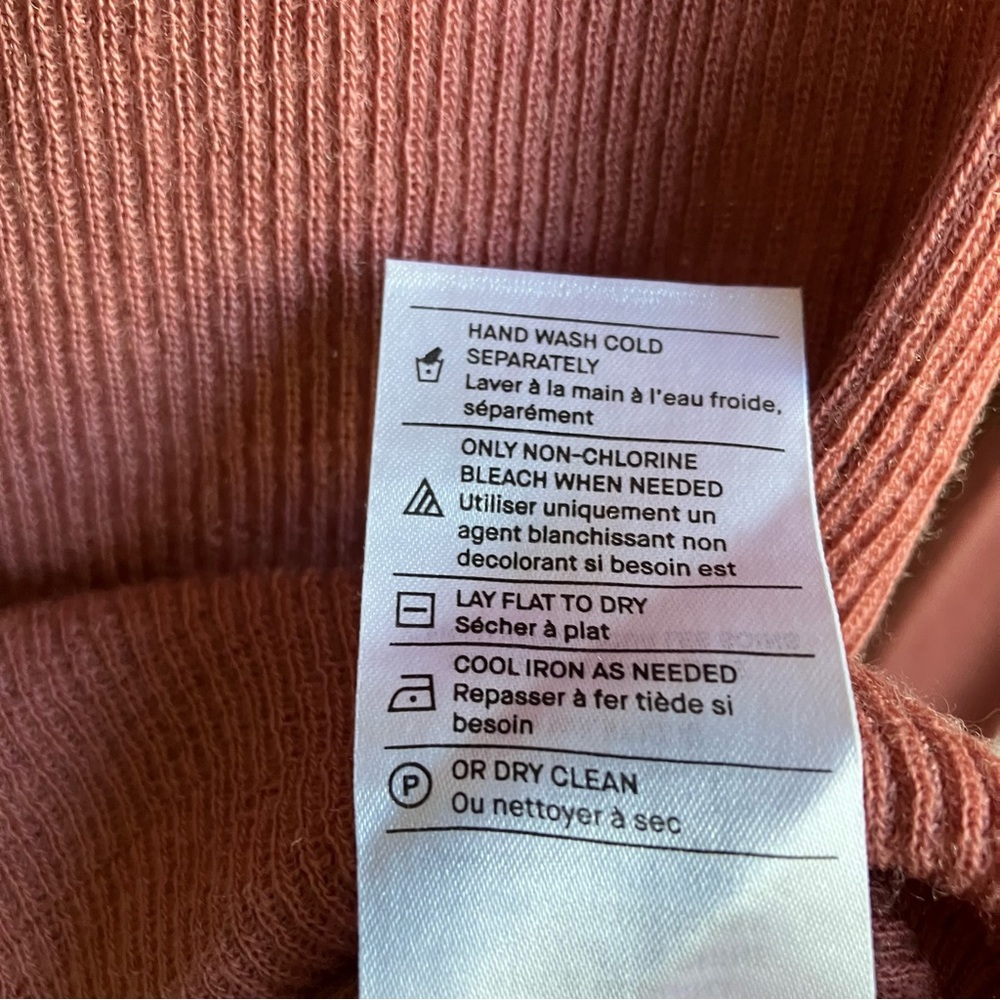 HAND WASH COLD
SEPARATELY
Laver à la main à l'eau froide,
séparément
ONLY NON-CHLORINE
BLEACH WHEN NEEDED
Utiliser uniquement un
agent blanchissant non
decolorant si besoin est
LAY FLAT TO DRY
Sécher à plat
COOL IRON AS NEEDED
Repasser à fer tiède si
besoin
P OR DRY CLEAN
Ou nettoyer à sec